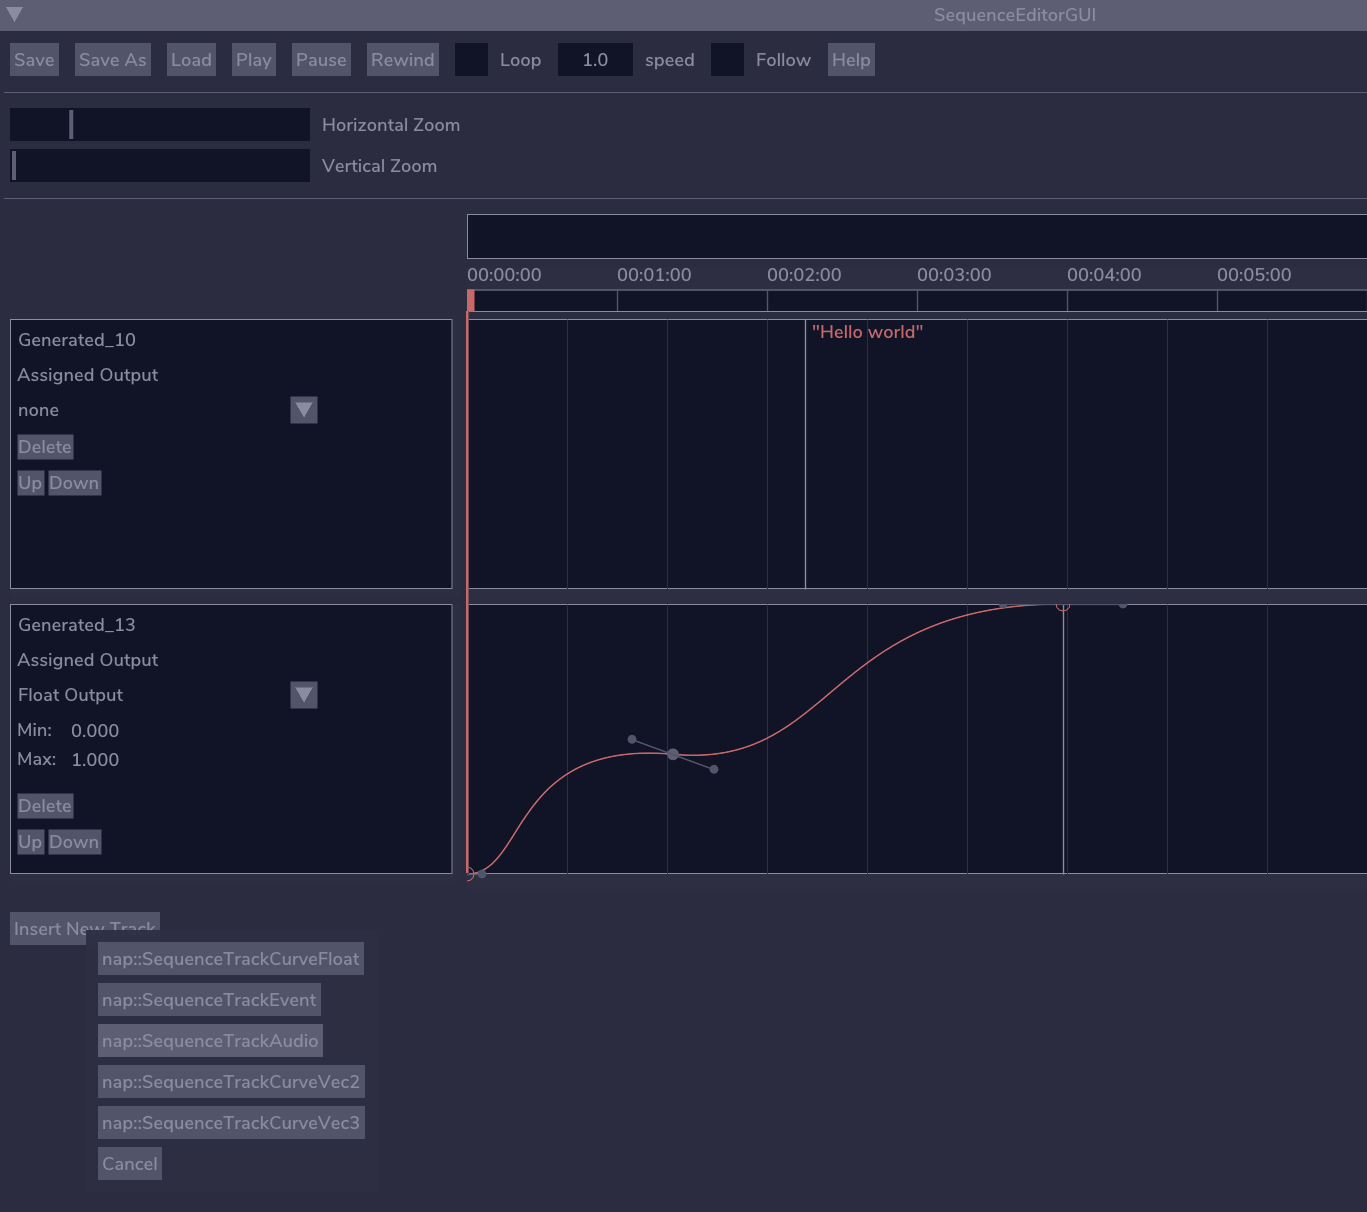 SequenceEditorGUI
Save Save As Load Play Pause Rewind Loop 1.0 speed Follow Help
Horizontal Zoom
Vertical Zoom
00:00:00 00:01:00 00:02:00 00:03:00 00:04:00 00:05:00
Generated_10
"Hello world"
Assigned Output
none
Delete
Up Down
Generated_13
Assigned Output
Float Output
Min: 0.000
Max: 1.000
Delete
Up Down
Insert New Track
nap::SequenceTrackCurveFloat
nap::SequenceTrackEvent
nap::SequenceTrackAudio
nap::SequenceTrackCurveVec2
nap::SequenceTrackCurveVec3
Cancel